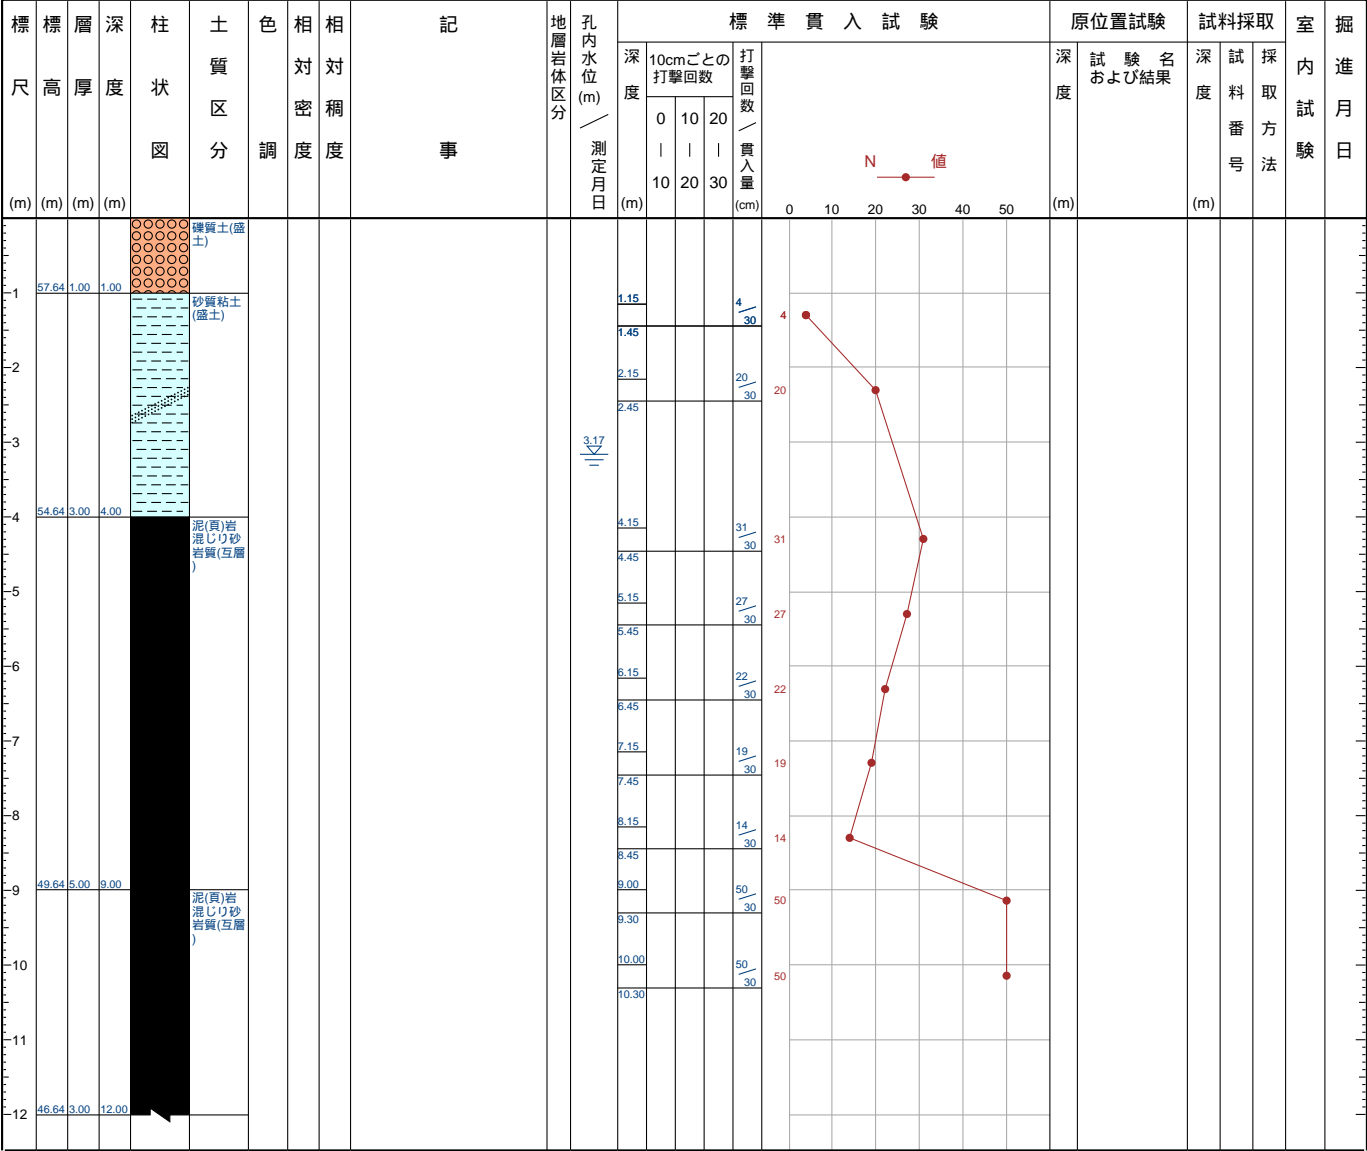 標尺(m)
標高(m)
層厚(m)
深度(m)
柱状図
土質区分
色調
相対密度
相対稠度
記事
地層岩体区分
孔内水位(m)／測定月日
標準貫入試験
深度(m)
10cmごとの
打撃回数
0 10 20
| | |
10 20 30
打撃回数／貫入量(cm)
N 値
0 10 20 30 40 50
原位置試験
深度(m)
試験名
および結果
試料採取
深度(m)
試料番号
採取方法
室内試験
掘進月日
礫質土(盛
土)
57.64 1.00 1.00
1
砂質粘土
(盛土)
1.15
4
30
4
1.45
2
2.15
20
30
20
2.45
3
3.17
54.64 3.00 4.00
4
泥(頁)岩
混じり砂
岩質(互層
)
4.15
31
30
31
4.45
5
5.15
27
30
27
5.45
6
6.15
22
30
22
6.45
7
7.15
19
30
19
7.45
8
8.15
14
30
14
8.45
49.64 5.00 9.00
9
泥(頁)岩
混じり砂
岩質(互層
)
9.00
50
30
50
9.30
10
10.00
50
30
50
10.30
11
46.64 3.00 12.00
12